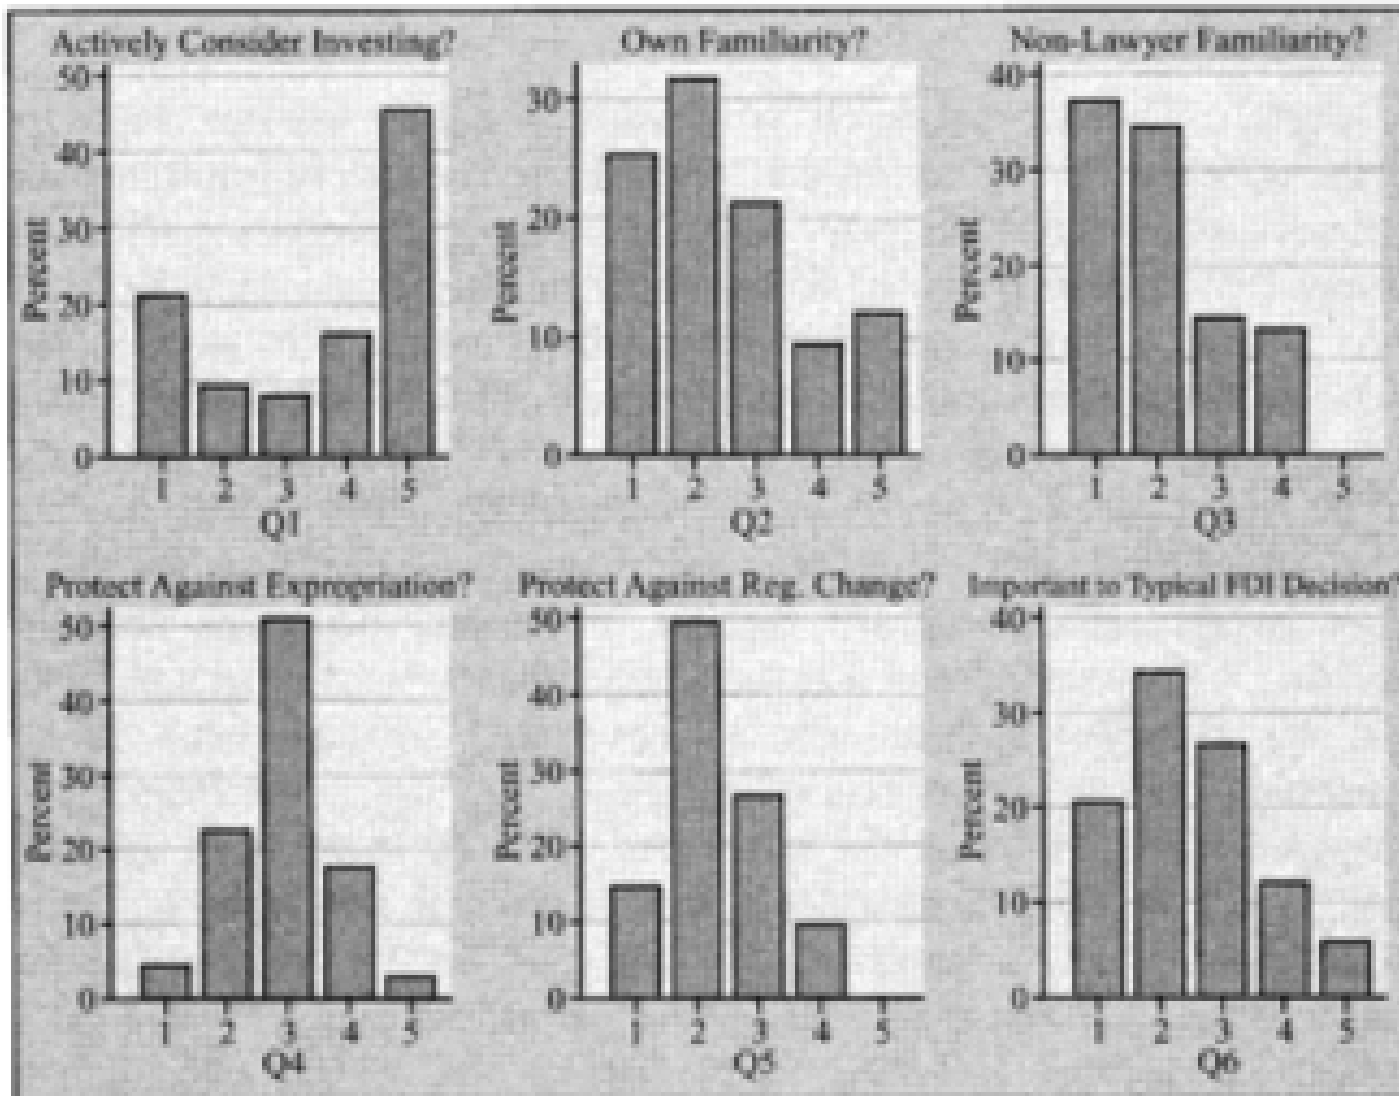 Actively Consider Investing?
50
40
30
20
10
0
Percent
1 2 3 4 5
Q1
Own Familiarity?
30
20
10
0
Percent
1 2 3 4 5
Q2
Non-Lawyer Familiarity?
40
30
20
10
0
Percent
1 2 3 4 5
Q3
Protect Against Expropriation?
50
40
30
20
10
0
Percent
1 2 3 4 5
Q4
Protect Against Reg. Change?
50
40
30
20
10
0
Percent
1 2 3 4 5
Q5
Important to Typical FDI Decision?
40
30
20
10
0
Percent
1 2 3 4 5
Q6